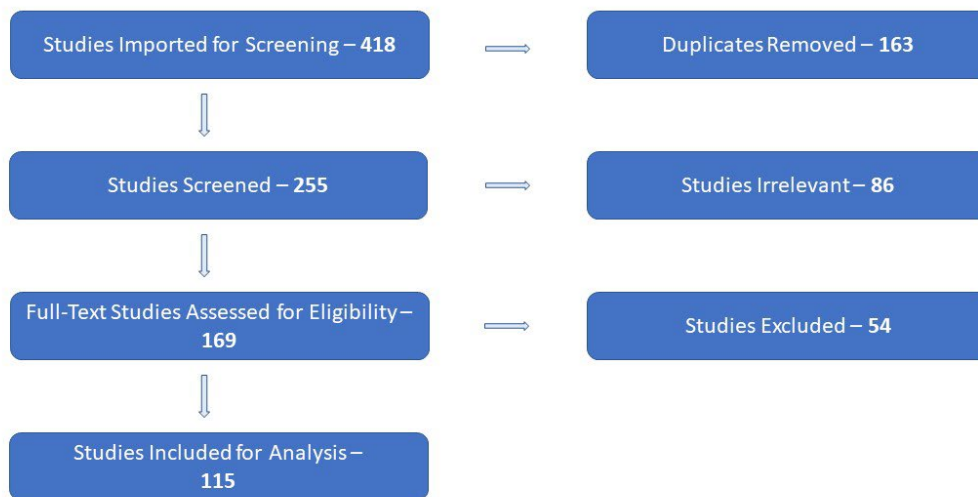 Studies Imported for Screening – 418
Duplicates Removed – 163
Studies Screened – 255
Studies Irrelevant – 86
Full-Text Studies Assessed for Eligibility –
169
Studies Excluded – 54
Studies Included for Analysis –
115